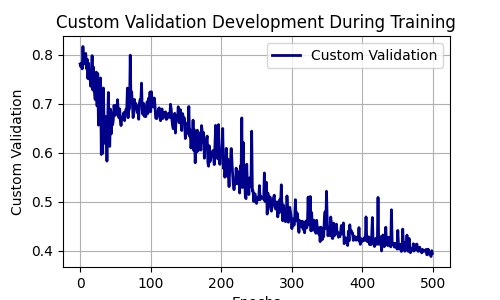 Custom Validation Development During Training
Custom Validation
Custom Validation
0.8
0.7
0.6
0.5
0.4
0 100 200 300 400 500
Epochs